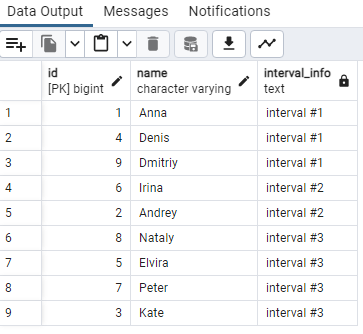 Data Output Messages Notifications
id name interval_info
[PK] bigint character varying text
1 1 Anna interval #1
2 4 Denis interval #1
3 9 Dmitriy interval #1
4 6 Irina interval #2
5 2 Andrey interval #2
6 8 Nataly interval #3
7 5 Elvira interval #3
8 7 Peter interval #3
9 3 Kate interval #3